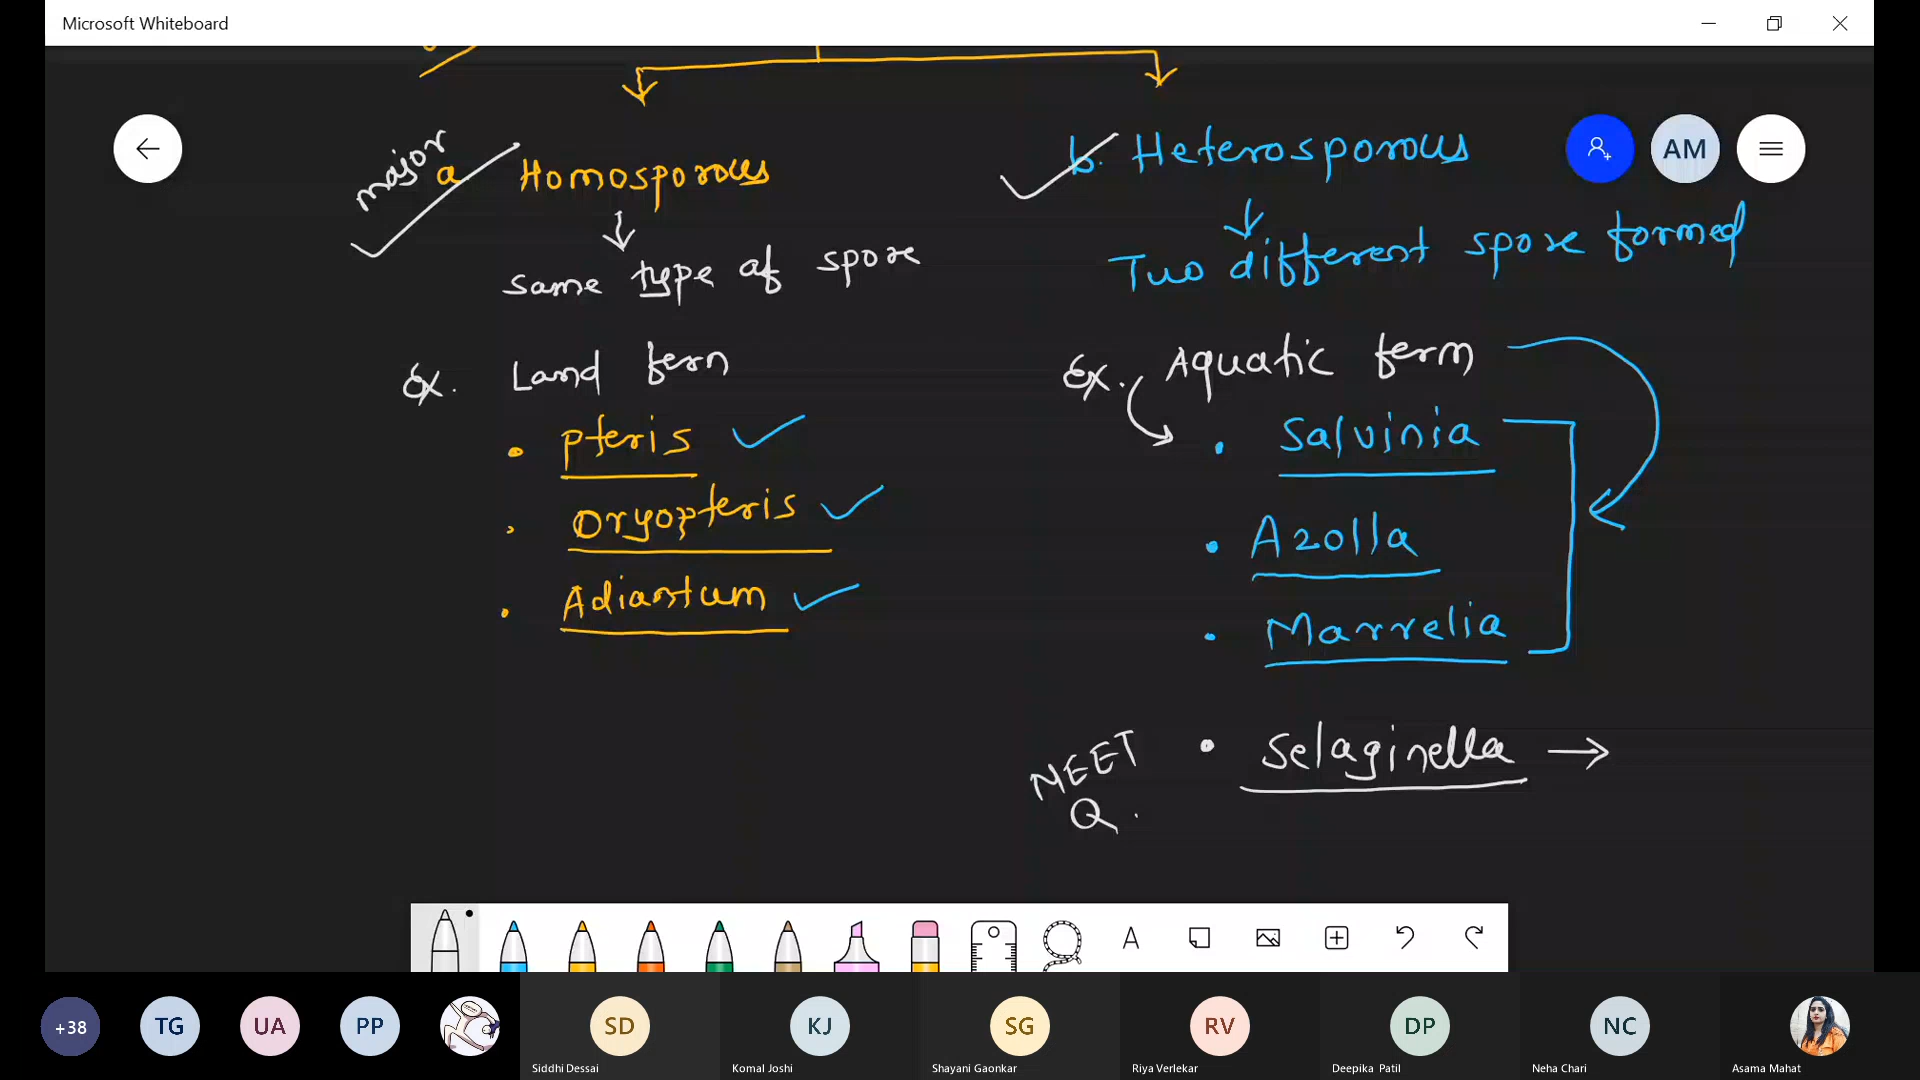 Microsoft Whiteboard
major
a Homosporous
b. Heterosporous
AM
same type of spore
Two different spore formed
Ex. Land fern
Ex. Aquatic fern
• Pteris
• Salvinia
• Dryopteris
• Azolla
• Adiantum
• Marrelia
NEET
Q.
• Selaginella →
A
+38
TG
UA
PP
SD
KJ
SG
RV
DP
NC
Siddhi Dessai
Komal Joshi
Shayani Gaonkar
Riya Verlekar
Deepika Patil
Neha Chari
Asama Mahat